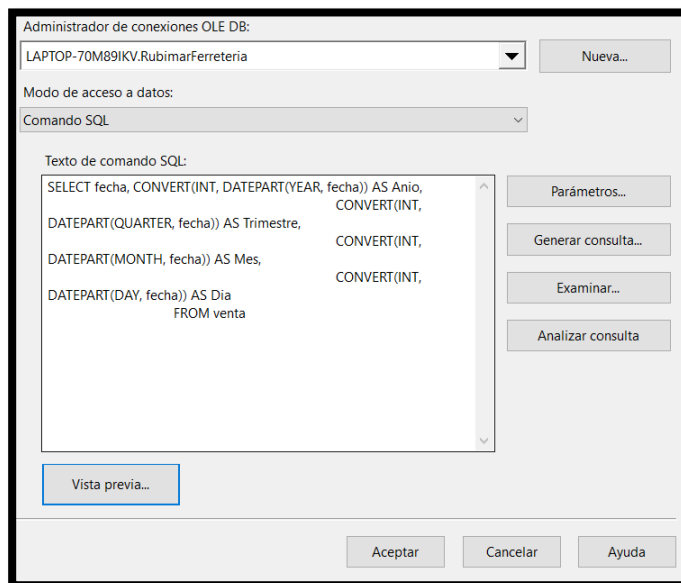 Administrador de conexiones OLE DB:
LAPTOP-70M89IKV.RubimarFerreteria
Nueva...
Modo de acceso a datos:
Comando SQL
Texto de comando SQL:
SELECT fecha, CONVERT(INT, DATEPART(YEAR, fecha)) AS Anio,
CONVERT(INT,
DATEPART(QUARTER, fecha)) AS Trimestre,
CONVERT(INT,
DATEPART(MONTH, fecha)) AS Mes,
CONVERT(INT,
DATEPART(DAY, fecha)) AS Dia
FROM venta
Parámetros...
Generar consulta...
Examinar...
Analizar consulta
Vista previa...
Aceptar
Cancelar
Ayuda